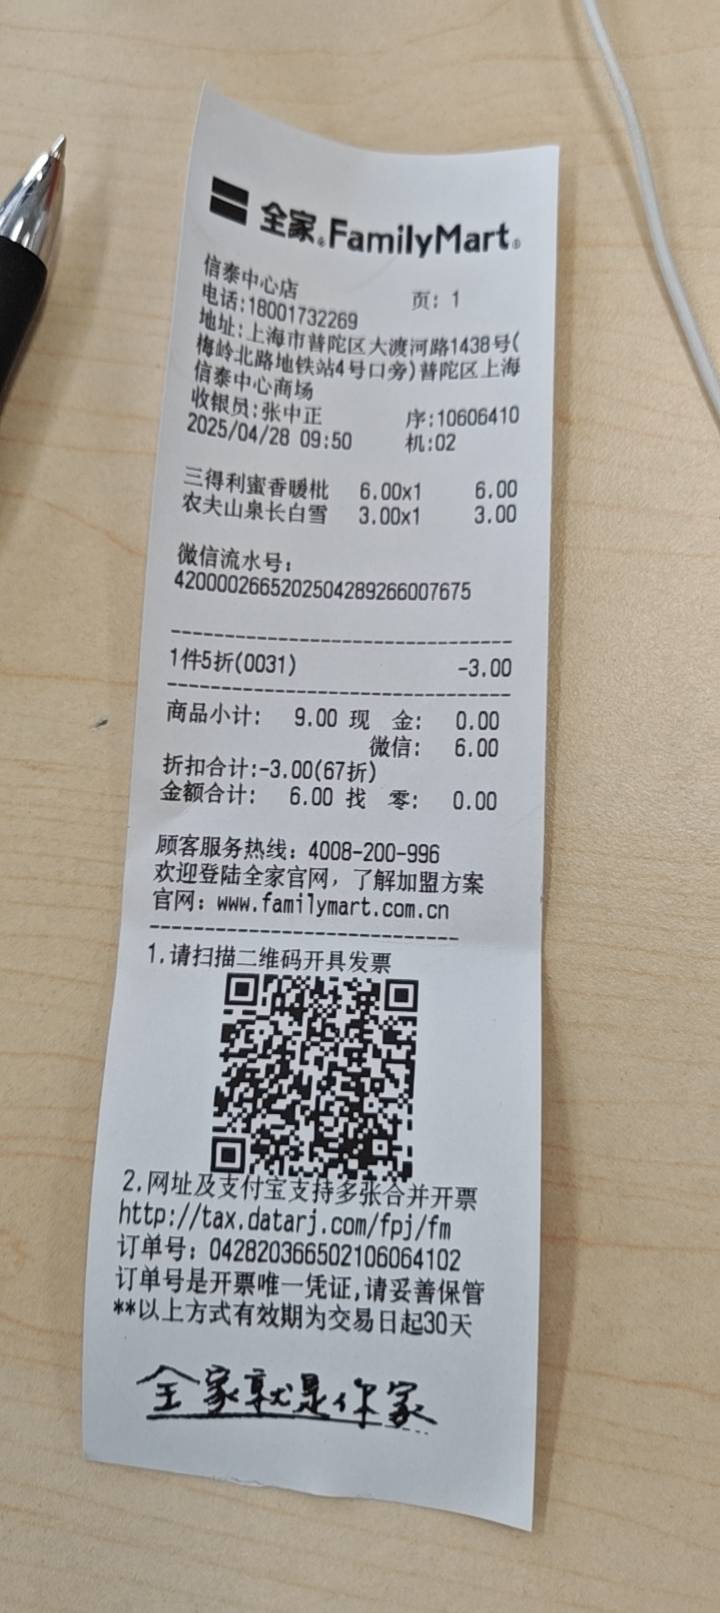 全家®FamilyMart®
信泰中心店 页: 1
电话:18001732269
地址:上海市普陀区大渡河路1438号(
梅岭北路地铁站4号口旁)普陀区上海
信泰中心商场
收银员:张中正 序:10606410
2025/04/28 09:50 机:02
三得利蜜香暖枇 6.00x1 6.00
农夫山泉长白雪 3.00x1 3.00
微信流水号:
4200002665202504289266007675
1件5折(0031) -3.00
商品小计: 9.00 现 金: 0.00
微信: 6.00
折扣合计:-3.00(67折)
金额合计: 6.00 找 零: 0.00
顾客服务热线: 4008-200-996
欢迎登陆全家官网, 了解加盟方案
官网: www.familymart.com.cn
1.请扫描二维码开具发票
2.网址及支付宝支持多张合并开票
http://tax.datarj.com/fpj/fm
订单号: 042820366502106064102
订单号是开票唯一凭证,请妥善保管
**以上方式有效期为交易日起30天
全家就是你家